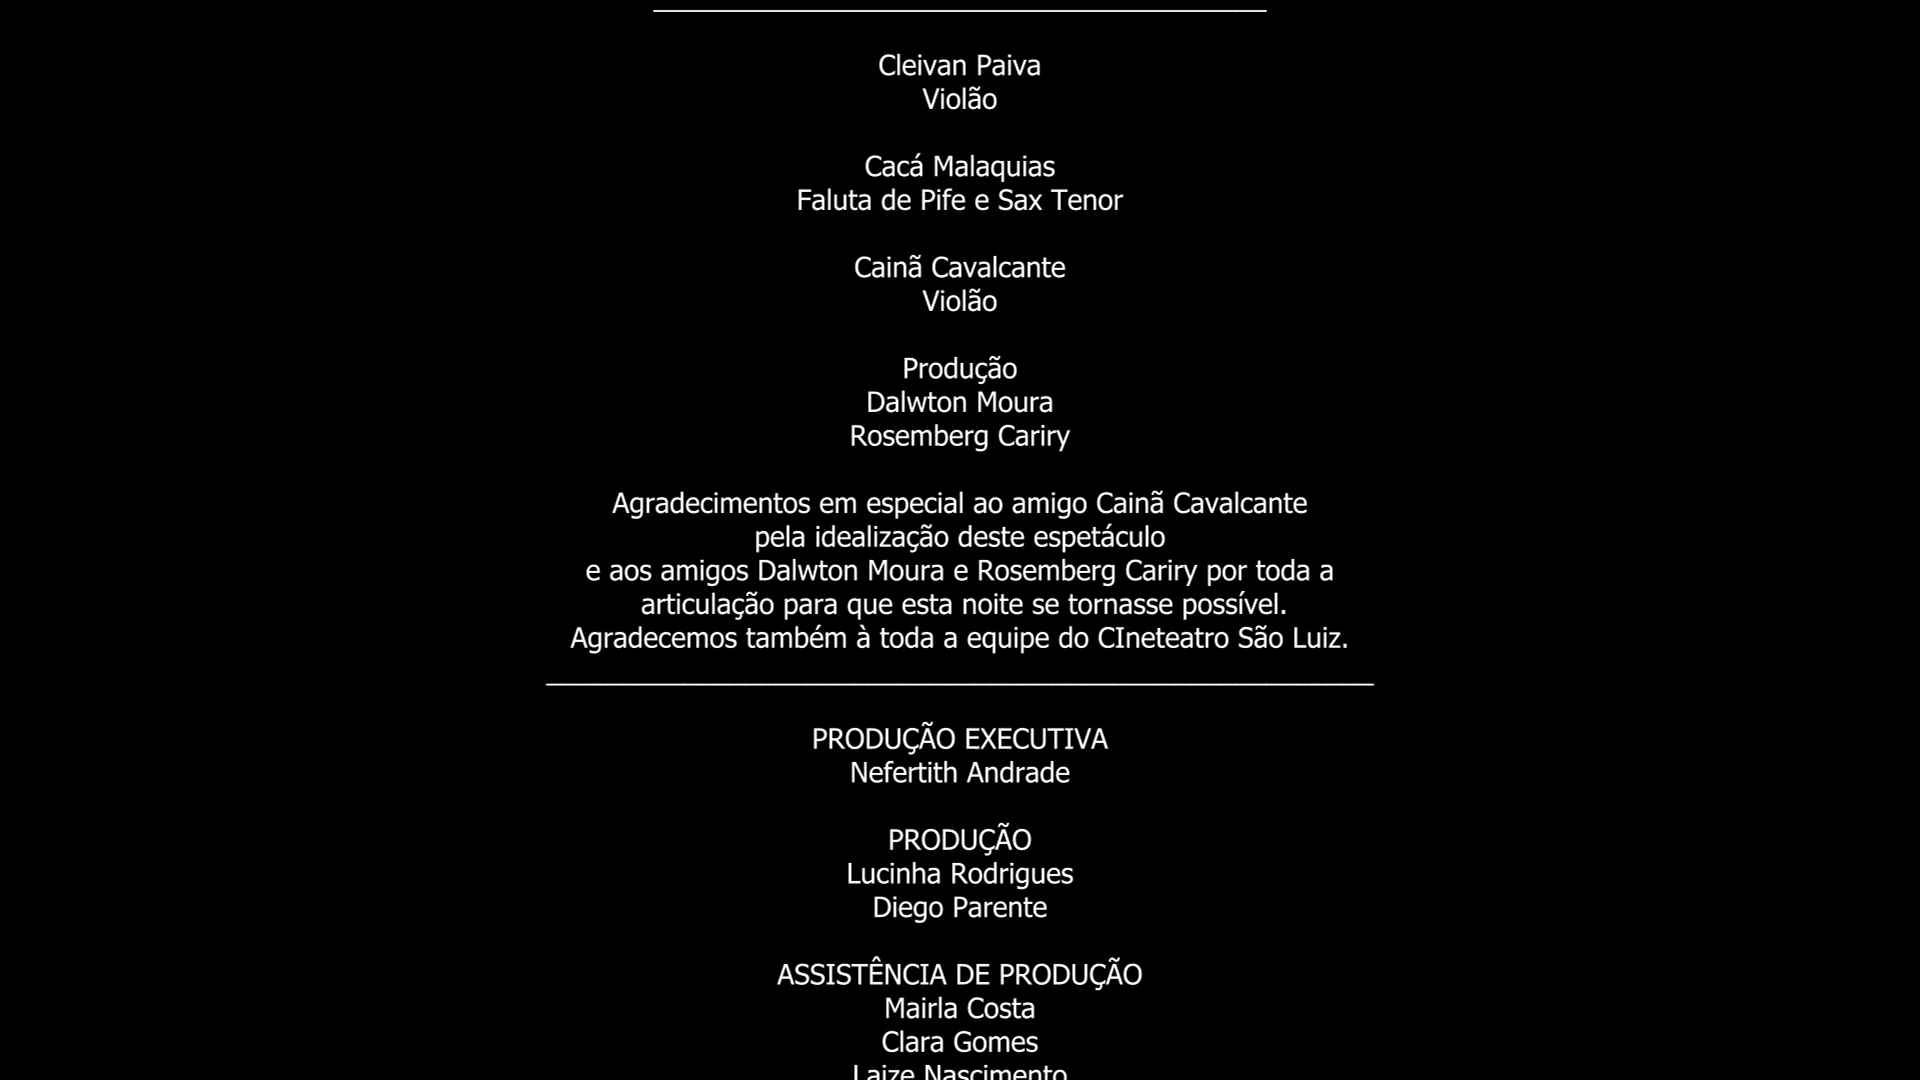 Cleivan Paiva
Violão
Cacá Malaquias
Faluta de Pife e Sax Tenor
Cainã Cavalcante
Violão
Produção
Dalwton Moura
Rosemberg Cariry
Agradecimentos em especial ao amigo Cainã Cavalcante
pela idealização deste espetáculo
e aos amigos Dalwton Moura e Rosemberg Cariry por toda a
articulação para que esta noite se tornasse possível.
Agradecemos também à toda a equipe do CIneteatro São Luiz.
PRODUÇÃO EXECUTIVA
Nefertith Andrade
PRODUÇÃO
Lucinha Rodrigues
Diego Parente
ASSISTÊNCIA DE PRODUÇÃO
Mairla Costa
Clara Gomes
Laize Nascimento